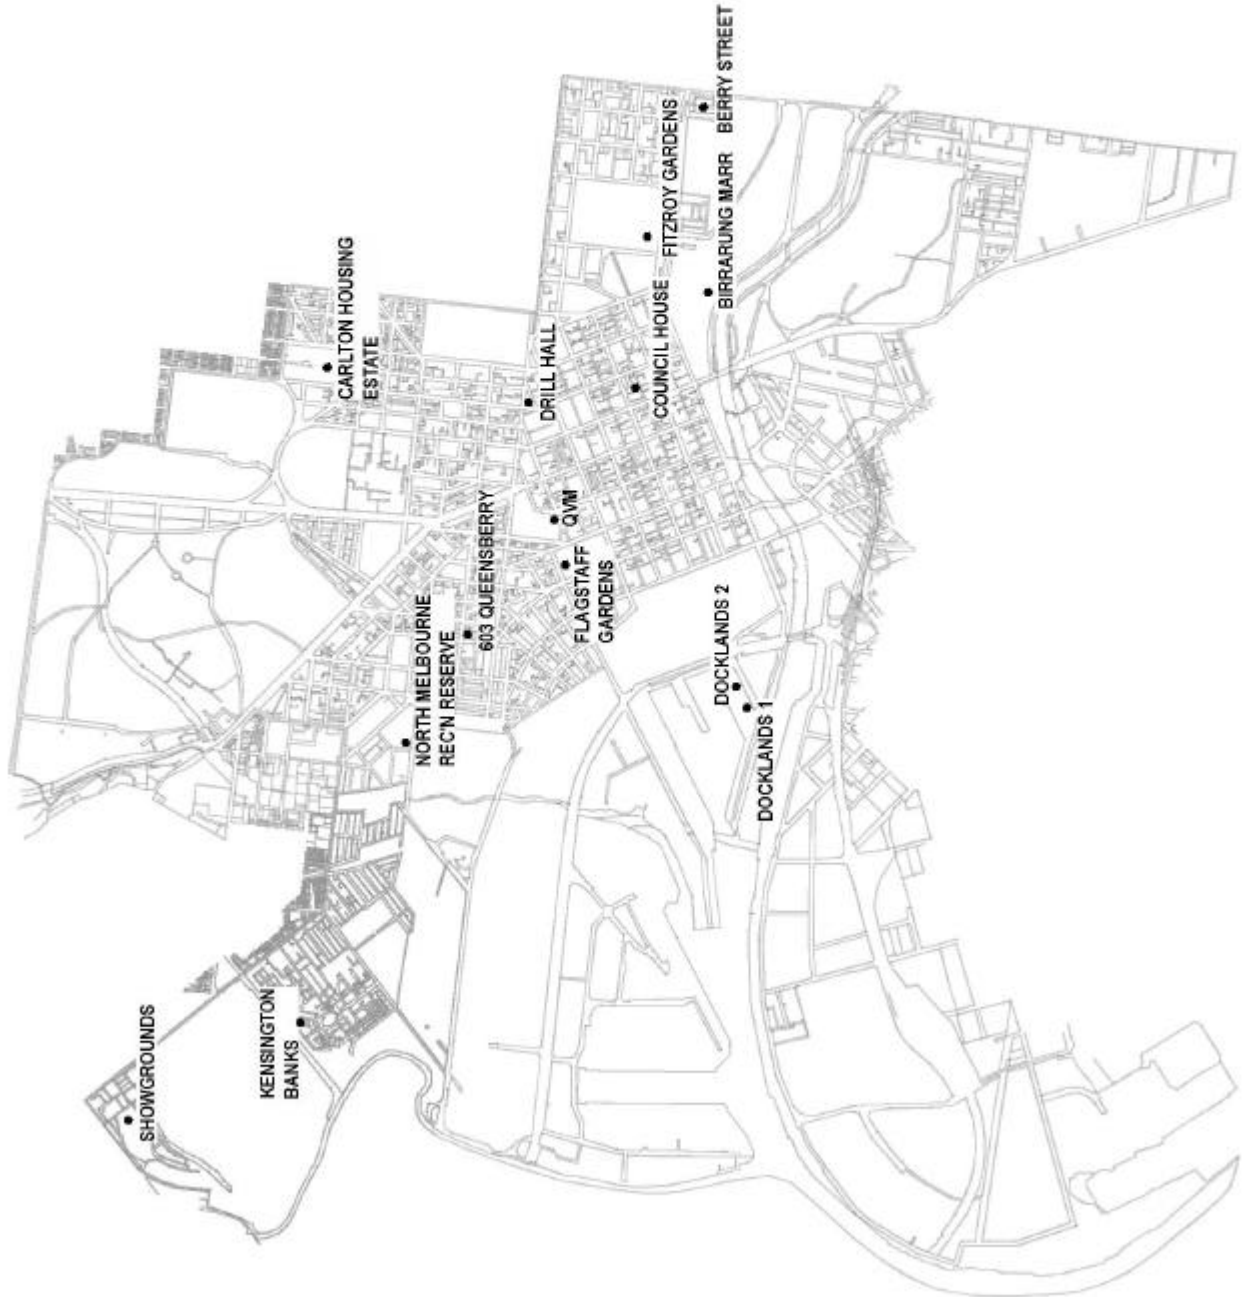 SHOWGROUNDS
KENSINGTON
BANKS
CARLTON HOUSING
ESTATE
NORTH MELBOURNE
REC'N RESERVE
603 QUEENSBERRY
DRILL HALL
QVM
FLAGSTAFF
GARDENS
COUNCIL HOUSE
FITZROY GARDENS
BERRY STREET
BIRRARUNG MARR
DOCKLANDS 2
DOCKLANDS 1